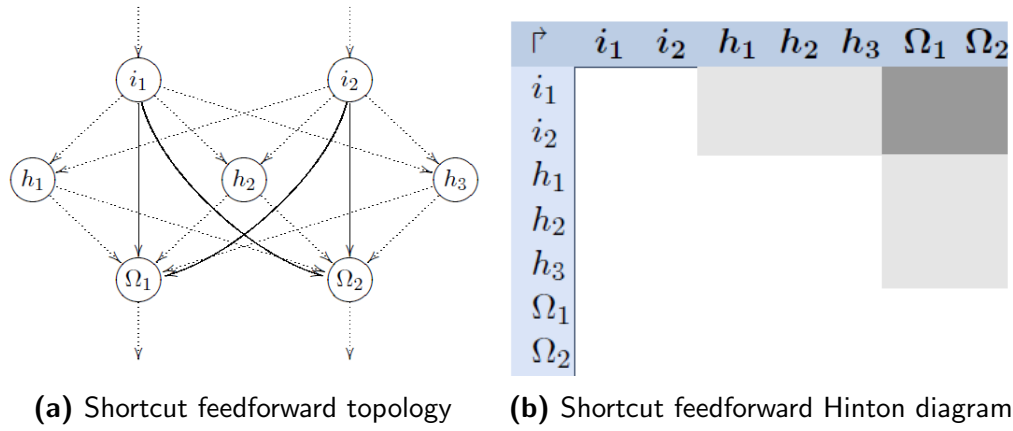 i₁ i₂
h₁ h₂ h₃
Ω₁ Ω₂
↱ i₁ i₂ h₁ h₂ h₃ Ω₁ Ω₂
i₁
i₂
h₁
h₂
h₃
Ω₁
Ω₂
(a) Shortcut feedforward topology
(b) Shortcut feedforward Hinton diagram